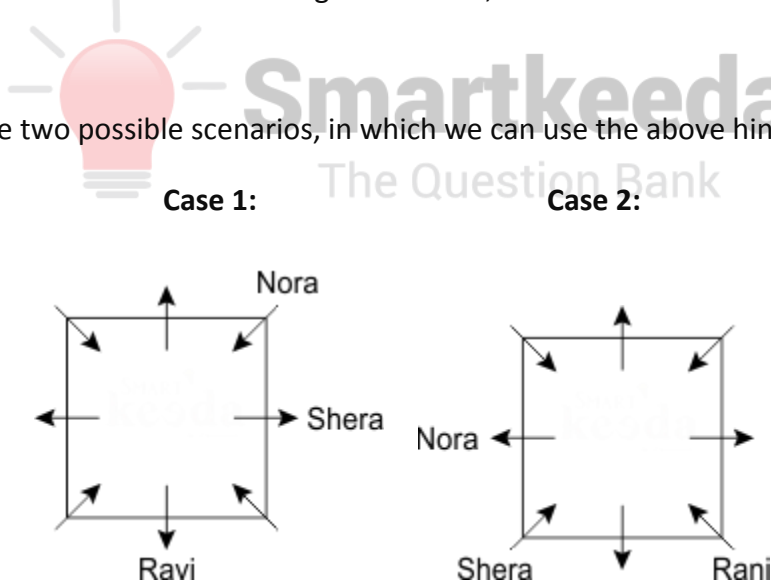 Smartkeeda
e two possible scenarios, in which we can use the above hin
The Question Bank
Case 1: Case 2:
Nora
Shera
Nora
Ravi Shera Rani